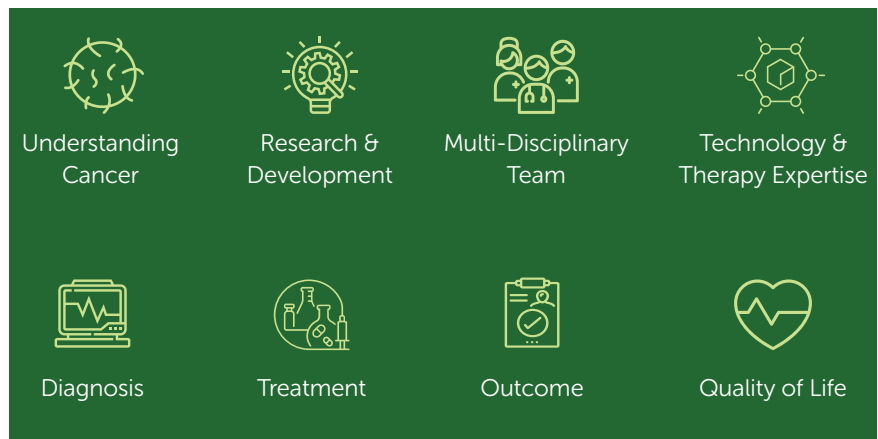 Understanding
Cancer
Research &
Development
Multi-Disciplinary
Team
Technology &
Therapy Expertise
Diagnosis
Treatment
Outcome
Quality of Life